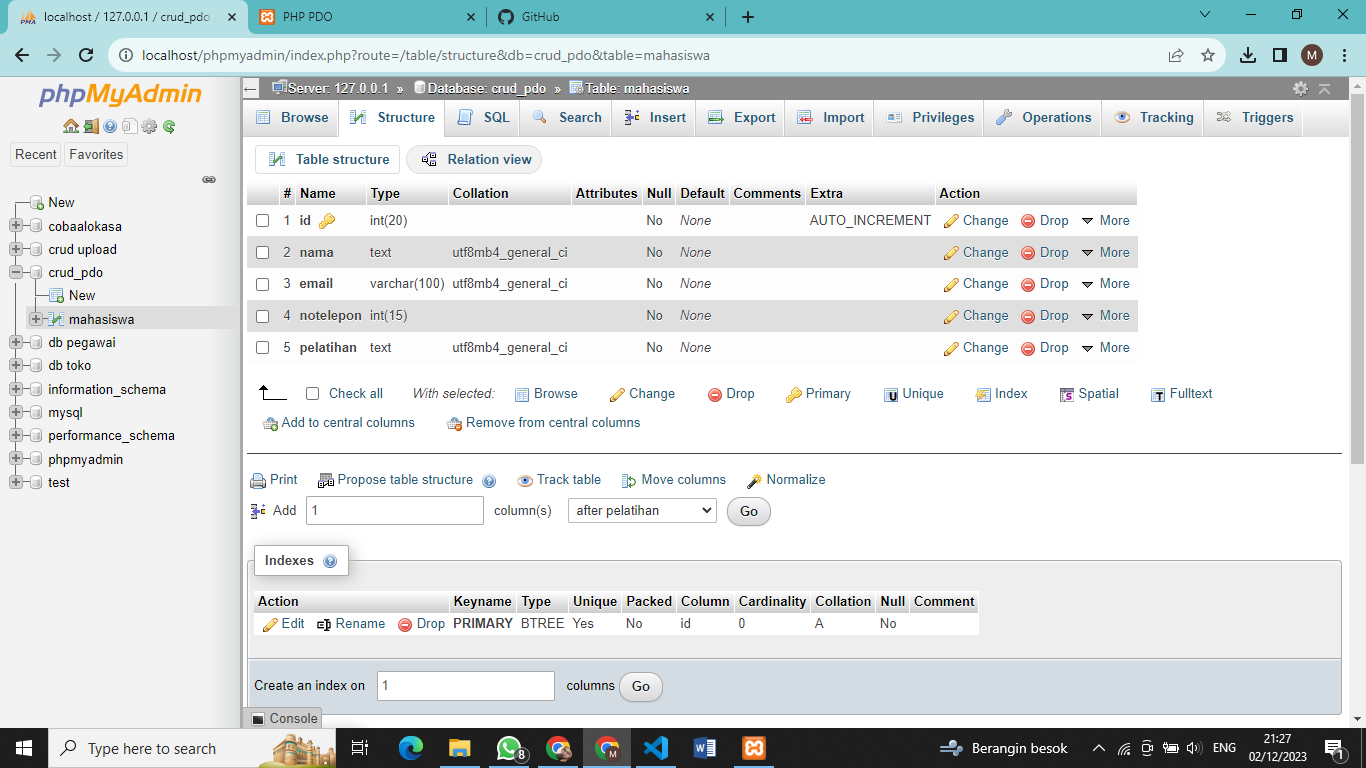 localhost / 127.0.0.1 / crud_pdo
PHP PDO
GitHub
localhost/phpmyadmin/index.php?route=/table/structure&db=crud_pdo&table=mahasiswa
M
phpMyAdmin
Recent Favorites
New
cobaalokasa
crud upload
crud_pdo
New
mahasiswa
db pegawai
db toko
information_schema
mysql
performance_schema
phpmyadmin
test
Server: 127.0.0.1 » Database: crud_pdo » Table: mahasiswa
Browse Structure SQL Search Insert Export Import Privileges Operations Tracking Triggers
Table structure Relation view
# Name Type Collation Attributes Null Default Comments Extra Action
1 id int(20) No None AUTO_INCREMENT Change Drop More
2 nama text utf8mb4_general_ci No None Change Drop More
3 email varchar(100) utf8mb4_general_ci No None Change Drop More
4 notelepon int(15) No None Change Drop More
5 pelatihan text utf8mb4_general_ci No None Change Drop More
Check all With selected: Browse Change Drop Primary Unique Index Spatial Fulltext
Add to central columns Remove from central columns
Print Propose table structure Track table Move columns Normalize
Add 1 column(s) after pelatihan Go
Indexes
Action Keyname Type Unique Packed Column Cardinality Collation Null Comment
Edit Rename Drop PRIMARY BTREE Yes No id 0 A No
Create an index on 1 columns Go
Console
Type here to search
8
M
Berangin besok
ENG
21:27
02/12/2023
1